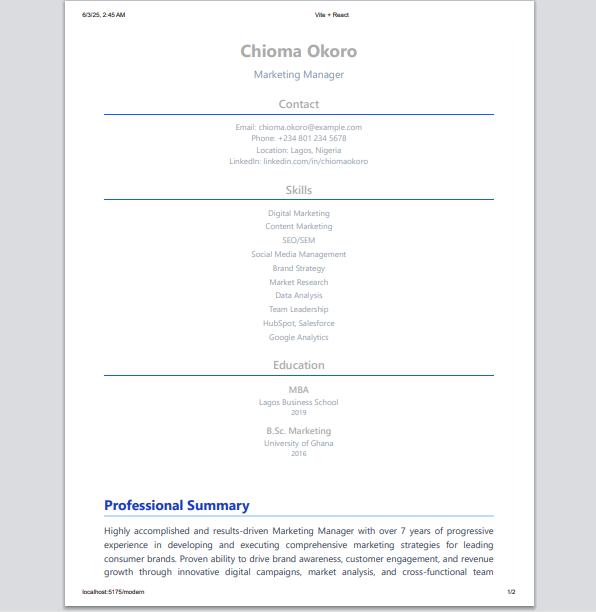 6/3/25, 2:45 AM Vite + React
Chioma Okoro
Marketing Manager
Contact
Email: chioma.okoro@example.com
Phone: +234 801 234 5678
Location: Lagos, Nigeria
LinkedIn: linkedin.com/in/chiomaokoro
Skills
Digital Marketing
Content Marketing
SEO/SEM
Social Media Management
Brand Strategy
Market Research
Data Analysis
Team Leadership
HubSpot, Salesforce
Google Analytics
Education
MBA
Lagos Business School
2019
B.Sc. Marketing
University of Ghana
2016
Professional Summary
Highly accomplished and results-driven Marketing Manager with over 7 years of progressive
experience in developing and executing comprehensive marketing strategies for leading
consumer brands. Proven ability to drive brand awareness, customer engagement, and revenue
growth through innovative digital campaigns, market analysis, and cross-functional team
localhost:5175/modern 1/2